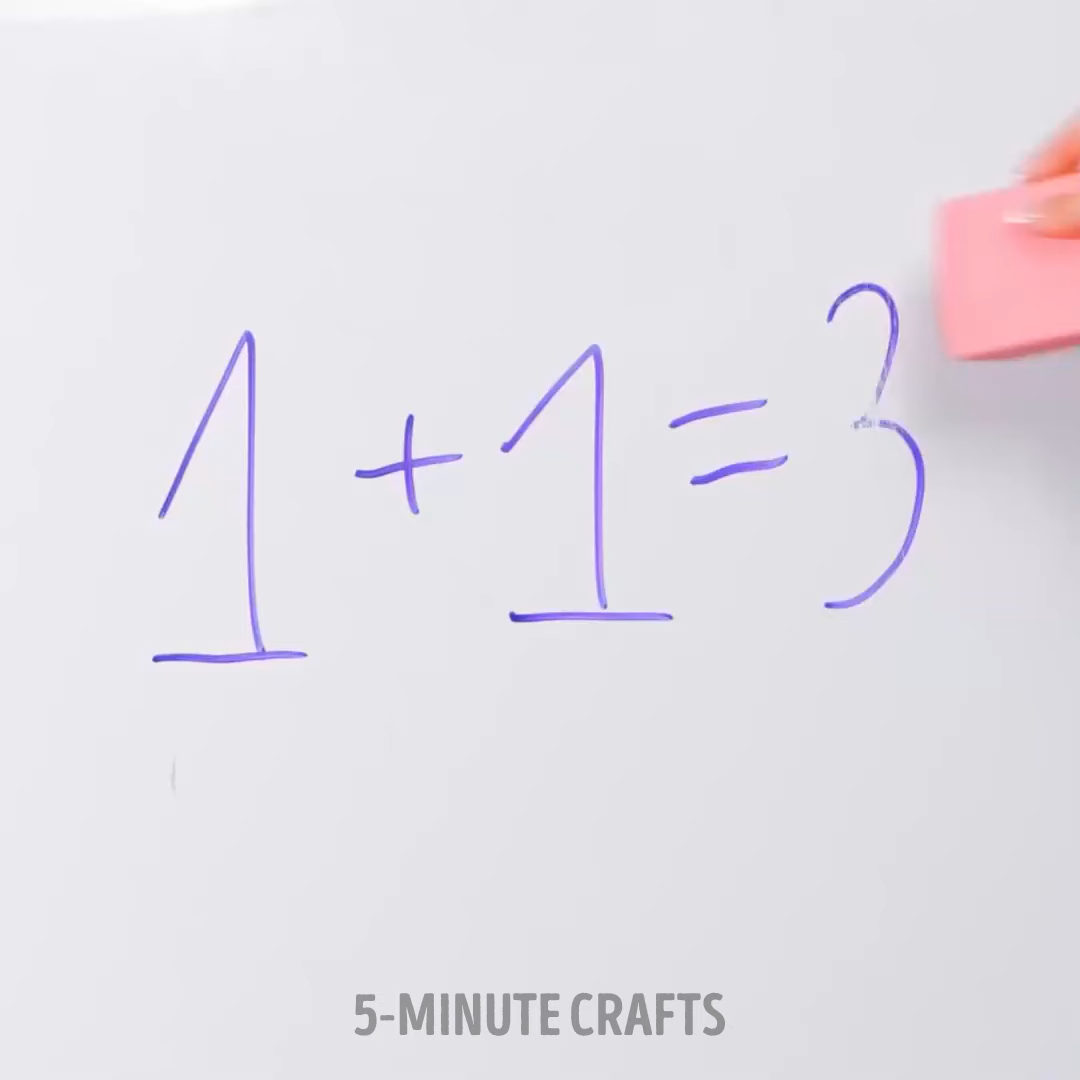 1 + 1 = 3
5-MINUTE CRAFTS